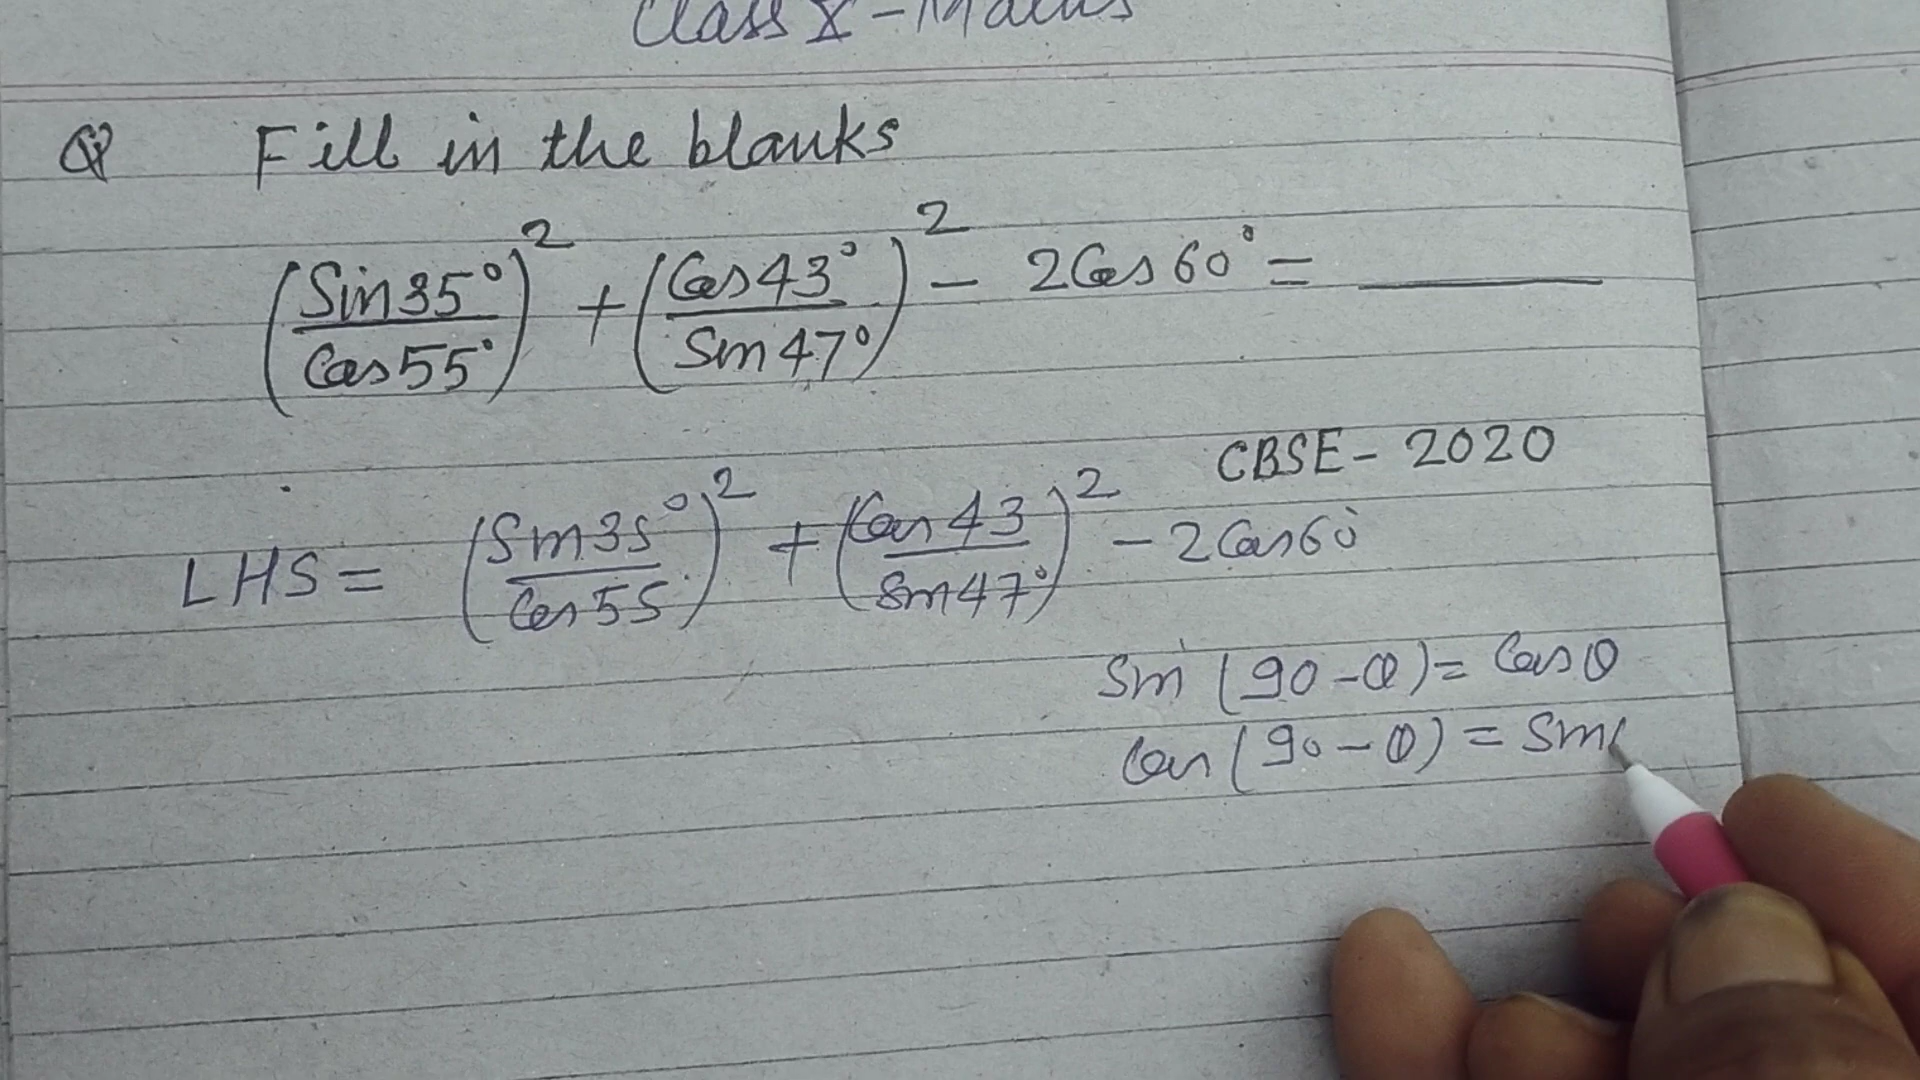 Class X - Maths
Q Fill in the blanks
(Sin35°/Cos55°)² + (Cos43°/Sin47°)² - 2Cos60° = ______
CBSE - 2020
LHS = (Sin35°/Cos55)² + (Cos43/Sin47°)² - 2Cos60°
Sin (90-θ) = Cosθ
Cos (90-θ) = Sin